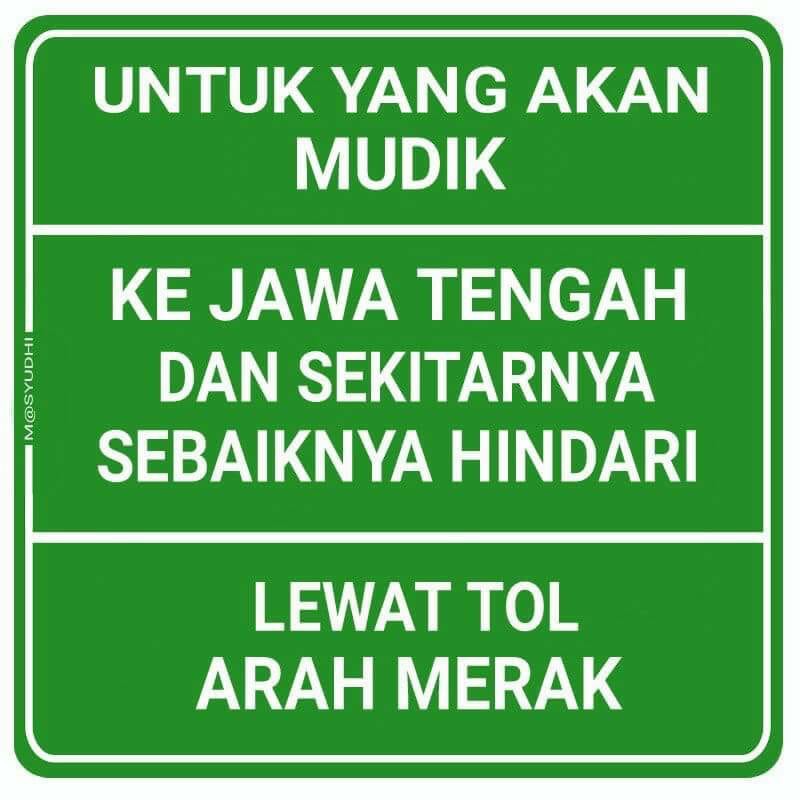 UNTUK YANG AKAN
MUDIK
KE JAWA TENGAH
DAN SEKITARNYA
SEBAIKNYA HINDARI
LEWAT TOL
ARAH MERAK
M@SYUDHI